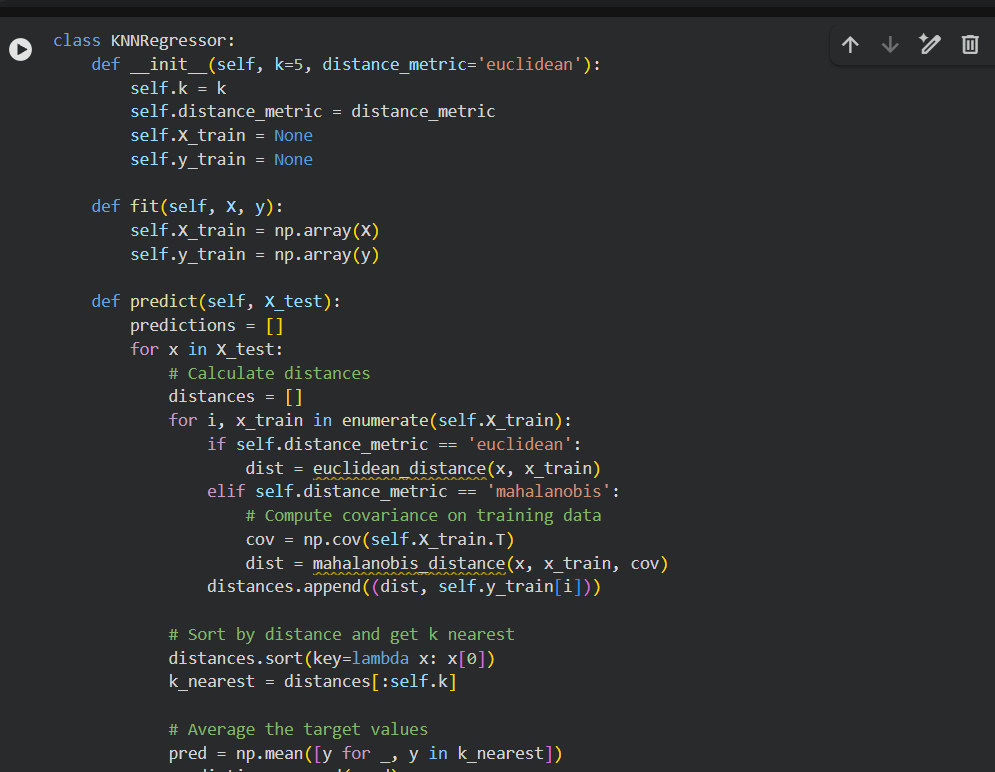 class KNNRegressor:
    def __init__(self, k=5, distance_metric='euclidean'):
        self.k = k
        self.distance_metric = distance_metric
        self.X_train = None
        self.y_train = None

    def fit(self, X, y):
        self.X_train = np.array(X)
        self.y_train = np.array(y)

    def predict(self, X_test):
        predictions = []
        for x in X_test:
            # Calculate distances
            distances = []
            for i, x_train in enumerate(self.X_train):
                if self.distance_metric == 'euclidean':
                    dist = euclidean_distance(x, x_train)
                elif self.distance_metric == 'mahalanobis':
                    # Compute covariance on training data
                    cov = np.cov(self.X_train.T)
                    dist = mahalanobis_distance(x, x_train, cov)
                distances.append((dist, self.y_train[i]))

            # Sort by distance and get k nearest
            distances.sort(key=lambda x: x[0])
            k_nearest = distances[:self.k]

            # Average the target values
            pred = np.mean([y for _, y in k_nearest])